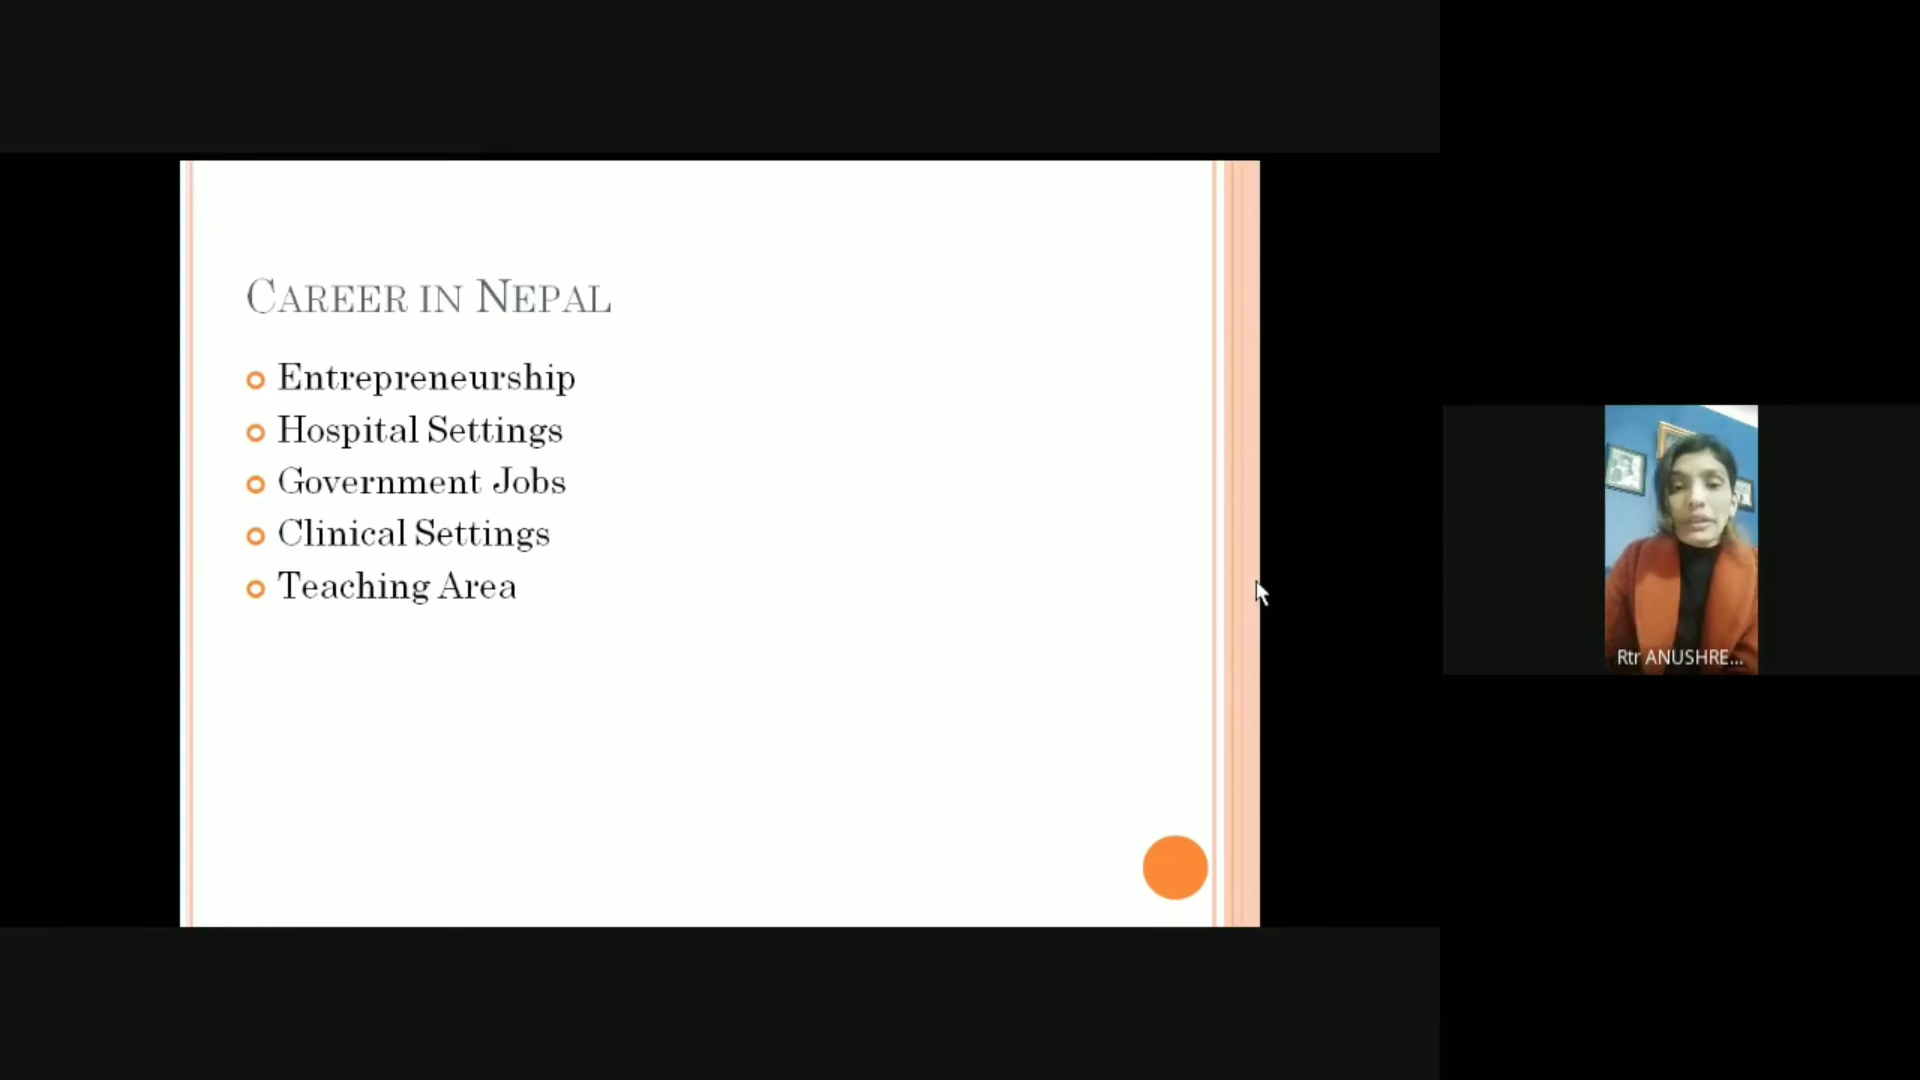 CAREER IN NEPAL
Entrepreneurship
Hospital Settings
Government Jobs
Clinical Settings
Teaching Area
Rtr ANUSHRE...